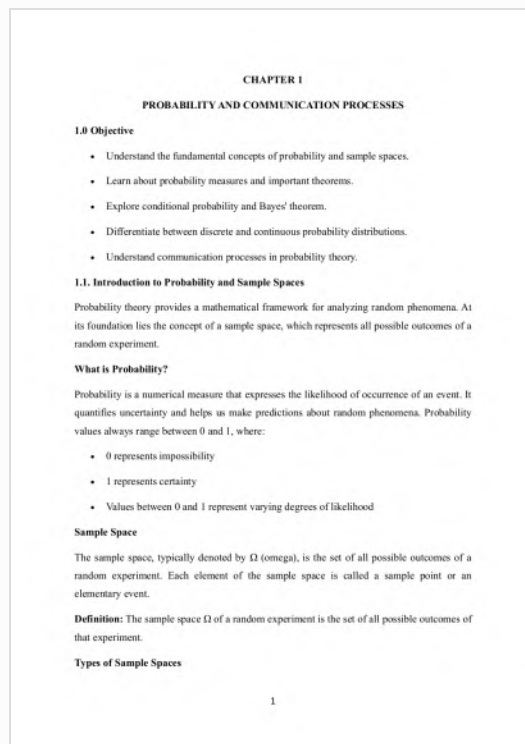 CHAPTER 1
PROBABILITY AND COMMUNICATION PROCESSES
1.0 Objective
• Understand the fundamental concepts of probability and sample spaces.
• Learn about probability measures and important theorems.
• Explore conditional probability and Bayes' theorem.
• Differentiate between discrete and continuous probability distributions.
• Understand communication processes in probability theory.
1.1. Introduction to Probability and Sample Spaces
Probability theory provides a mathematical framework for analyzing random phenomena. At
its foundation lies the concept of a sample space, which represents all possible outcomes of a
random experiment.
What is Probability?
Probability is a numerical measure that expresses the likelihood of occurrence of an event. It
quantifies uncertainty and helps us make predictions about random phenomena. Probability
values always range between 0 and 1, where:
• 0 represents impossibility
• 1 represents certainty
• Values between 0 and 1 represent varying degrees of likelihood
Sample Space
The sample space, typically denoted by Ω (omega), is the set of all possible outcomes of a
random experiment. Each element of the sample space is called a sample point or an
elementary event.
Definition: The sample space Ω of a random experiment is the set of all possible outcomes of
that experiment.
Types of Sample Spaces
1